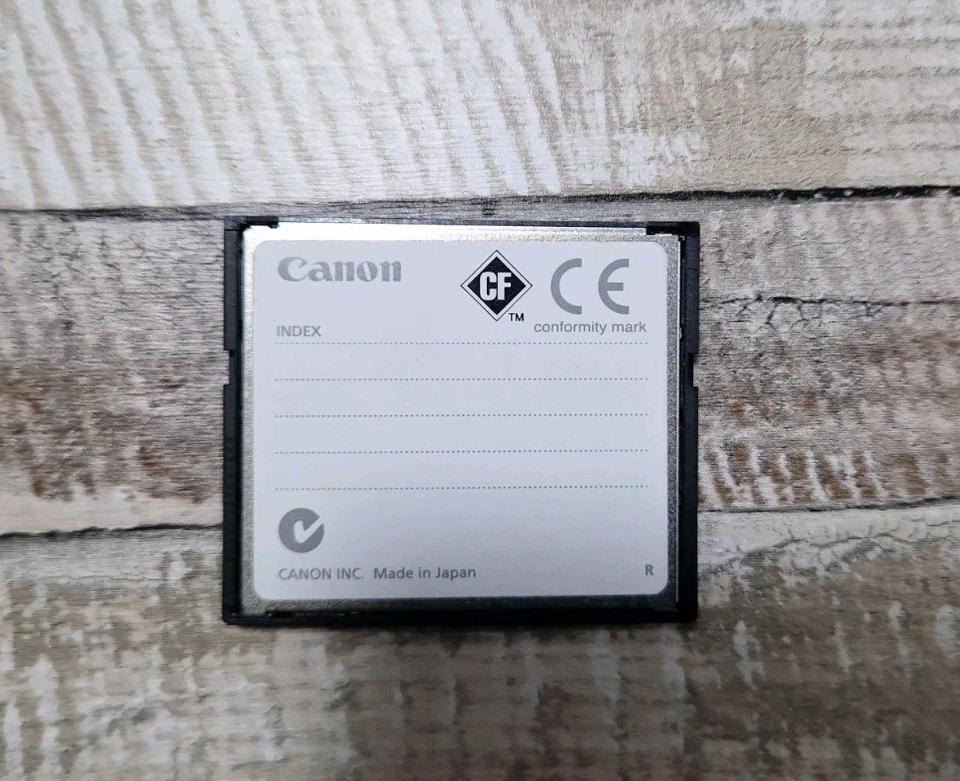 Canon
CF
TM
CE
conformity mark
INDEX
CANON INC. Made in Japan
R